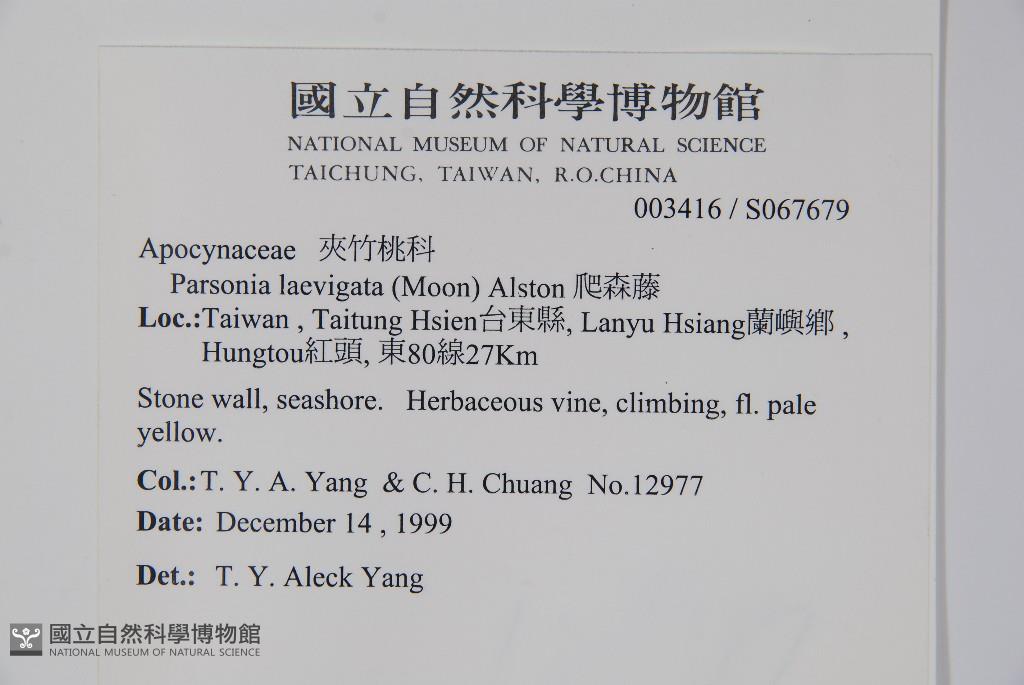 國立自然科學博物館
NATIONAL MUSEUM OF NATURAL SCIENCE
TAICHUNG, TAIWAN, R.O.CHINA
003416 / S067679
Apocynaceae 夾竹桃科
Parsonia laevigata (Moon) Alston 爬森藤
Loc.:Taiwan , Taitung Hsien台東縣, Lanyu Hsiang蘭嶼鄉 ,
Hungtou紅頭, 東80線27Km
Stone wall, seashore. Herbaceous vine, climbing, fl. pale
yellow.
Col.: T. Y. A. Yang & C. H. Chuang No.12977
Date: December 14 , 1999
Det.: T. Y. Aleck Yang
國立自然科學博物館
NATIONAL MUSEUM OF NATURAL SCIENCE